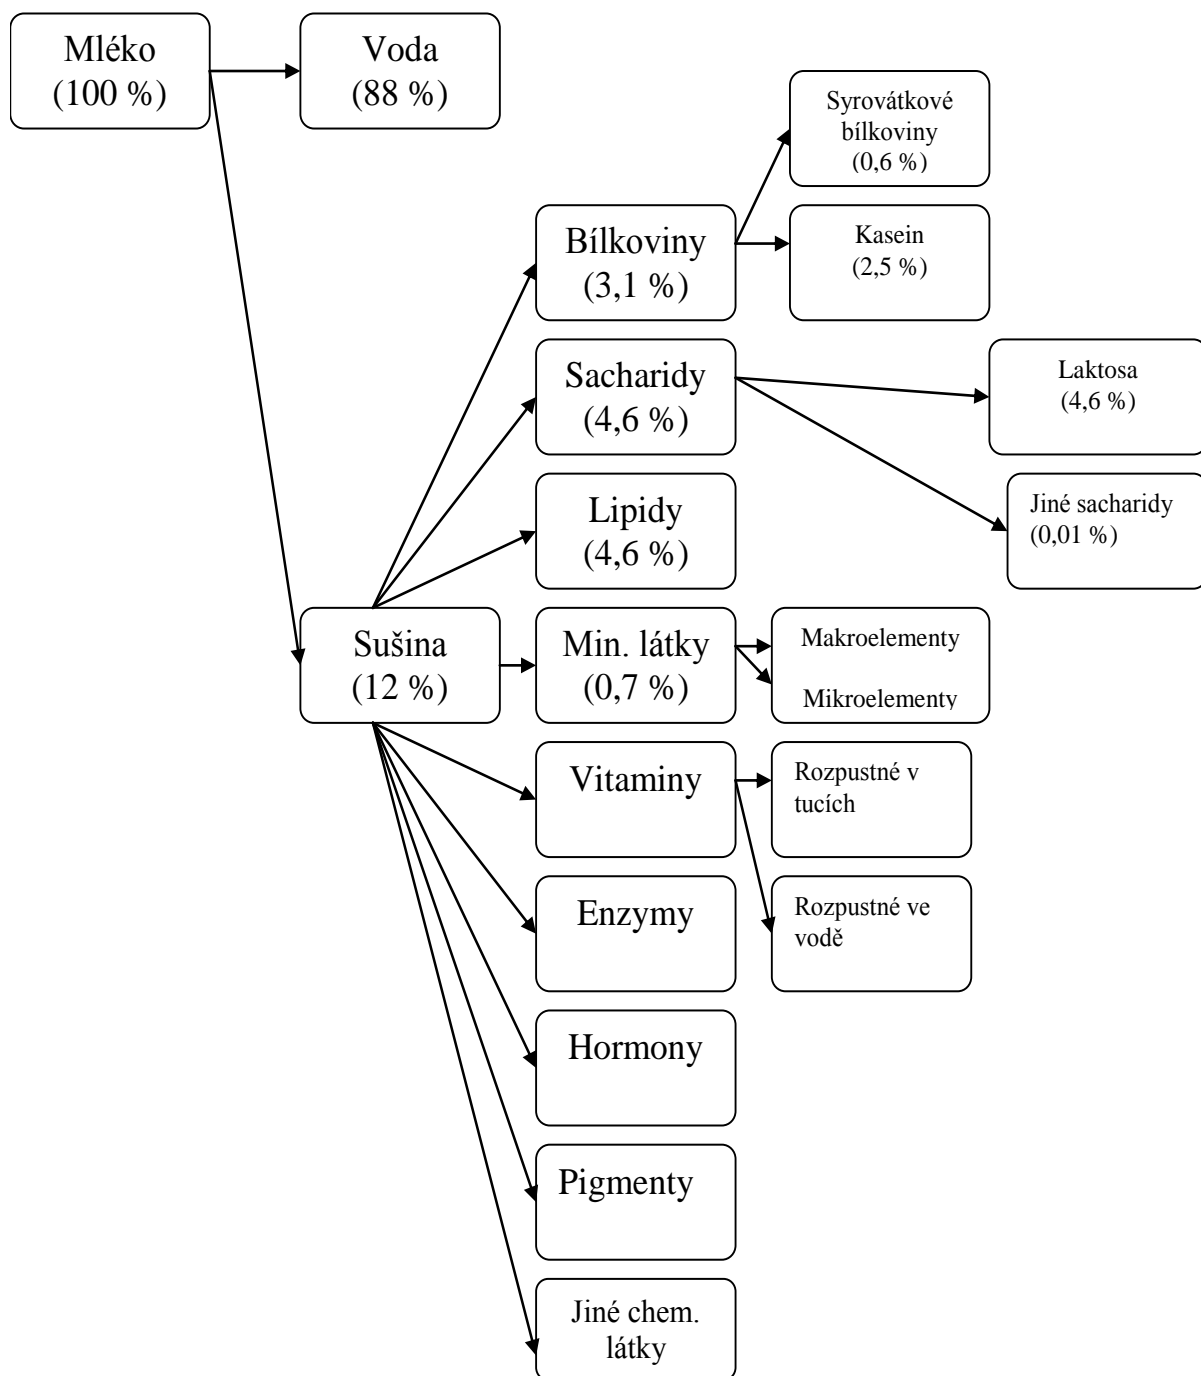 Mléko
(100 %)
Voda
(88 %)
Syrovátkové
bílkoviny
(0,6 %)
Bílkoviny
(3,1 %)
Kasein
(2,5 %)
Sacharidy
(4,6 %)
Laktosa
(4,6 %)
Jiné sacharidy
(0,01 %)
Lipidy
(4,6 %)
Sušina
(12 %)
Min. látky
(0,7 %)
Makroelementy
Mikroelementy
Vitaminy
Rozpustné v
tucích
Rozpustné ve
vodě
Enzymy
Hormony
Pigmenty
Jiné chem.
látky